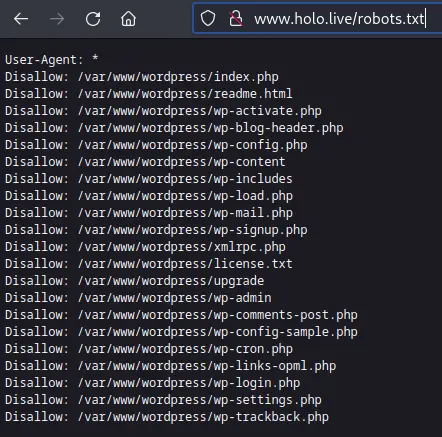 www.holo.live/robots.txt
User-Agent: *
Disallow: /var/www/wordpress/index.php
Disallow: /var/www/wordpress/readme.html
Disallow: /var/www/wordpress/wp-activate.php
Disallow: /var/www/wordpress/wp-blog-header.php
Disallow: /var/www/wordpress/wp-config.php
Disallow: /var/www/wordpress/wp-content
Disallow: /var/www/wordpress/wp-includes
Disallow: /var/www/wordpress/wp-load.php
Disallow: /var/www/wordpress/wp-mail.php
Disallow: /var/www/wordpress/wp-signup.php
Disallow: /var/www/wordpress/xmlrpc.php
Disallow: /var/www/wordpress/license.txt
Disallow: /var/www/wordpress/upgrade
Disallow: /var/www/wordpress/wp-admin
Disallow: /var/www/wordpress/wp-comments-post.php
Disallow: /var/www/wordpress/wp-config-sample.php
Disallow: /var/www/wordpress/wp-cron.php
Disallow: /var/www/wordpress/wp-links-opml.php
Disallow: /var/www/wordpress/wp-login.php
Disallow: /var/www/wordpress/wp-settings.php
Disallow: /var/www/wordpress/wp-trackback.php